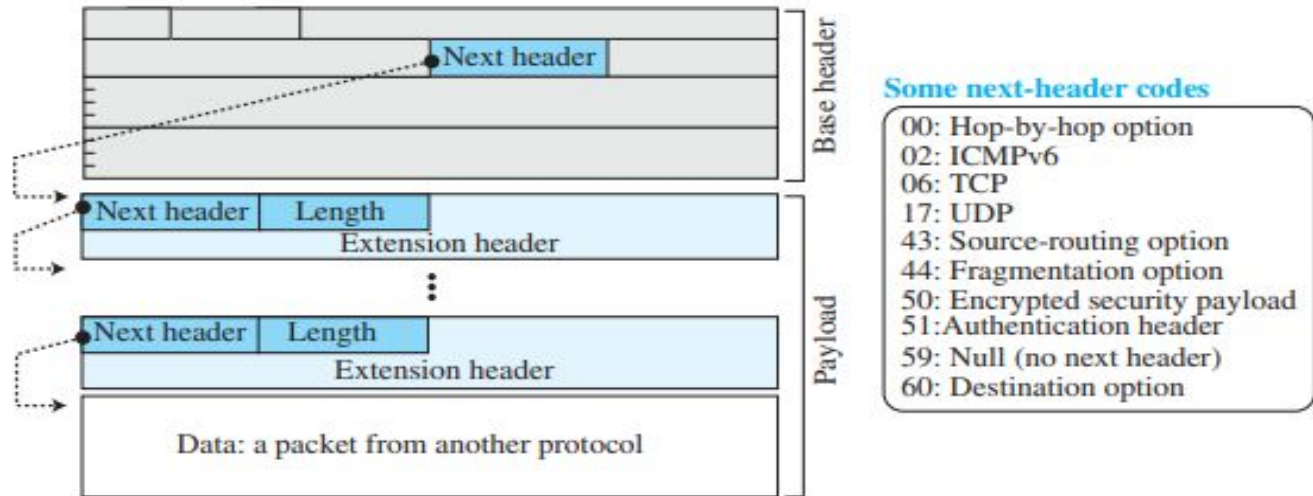 Next header
Base header
Next header
Length
Extension header
Next header
Length
Extension header
Data: a packet from another protocol
Payload
Some next-header codes
00: Hop-by-hop option
02: ICMPv6
06: TCP
17: UDP
43: Source-routing option
44: Fragmentation option
50: Encrypted security payload
51:Authentication header
59: Null (no next header)
60: Destination option